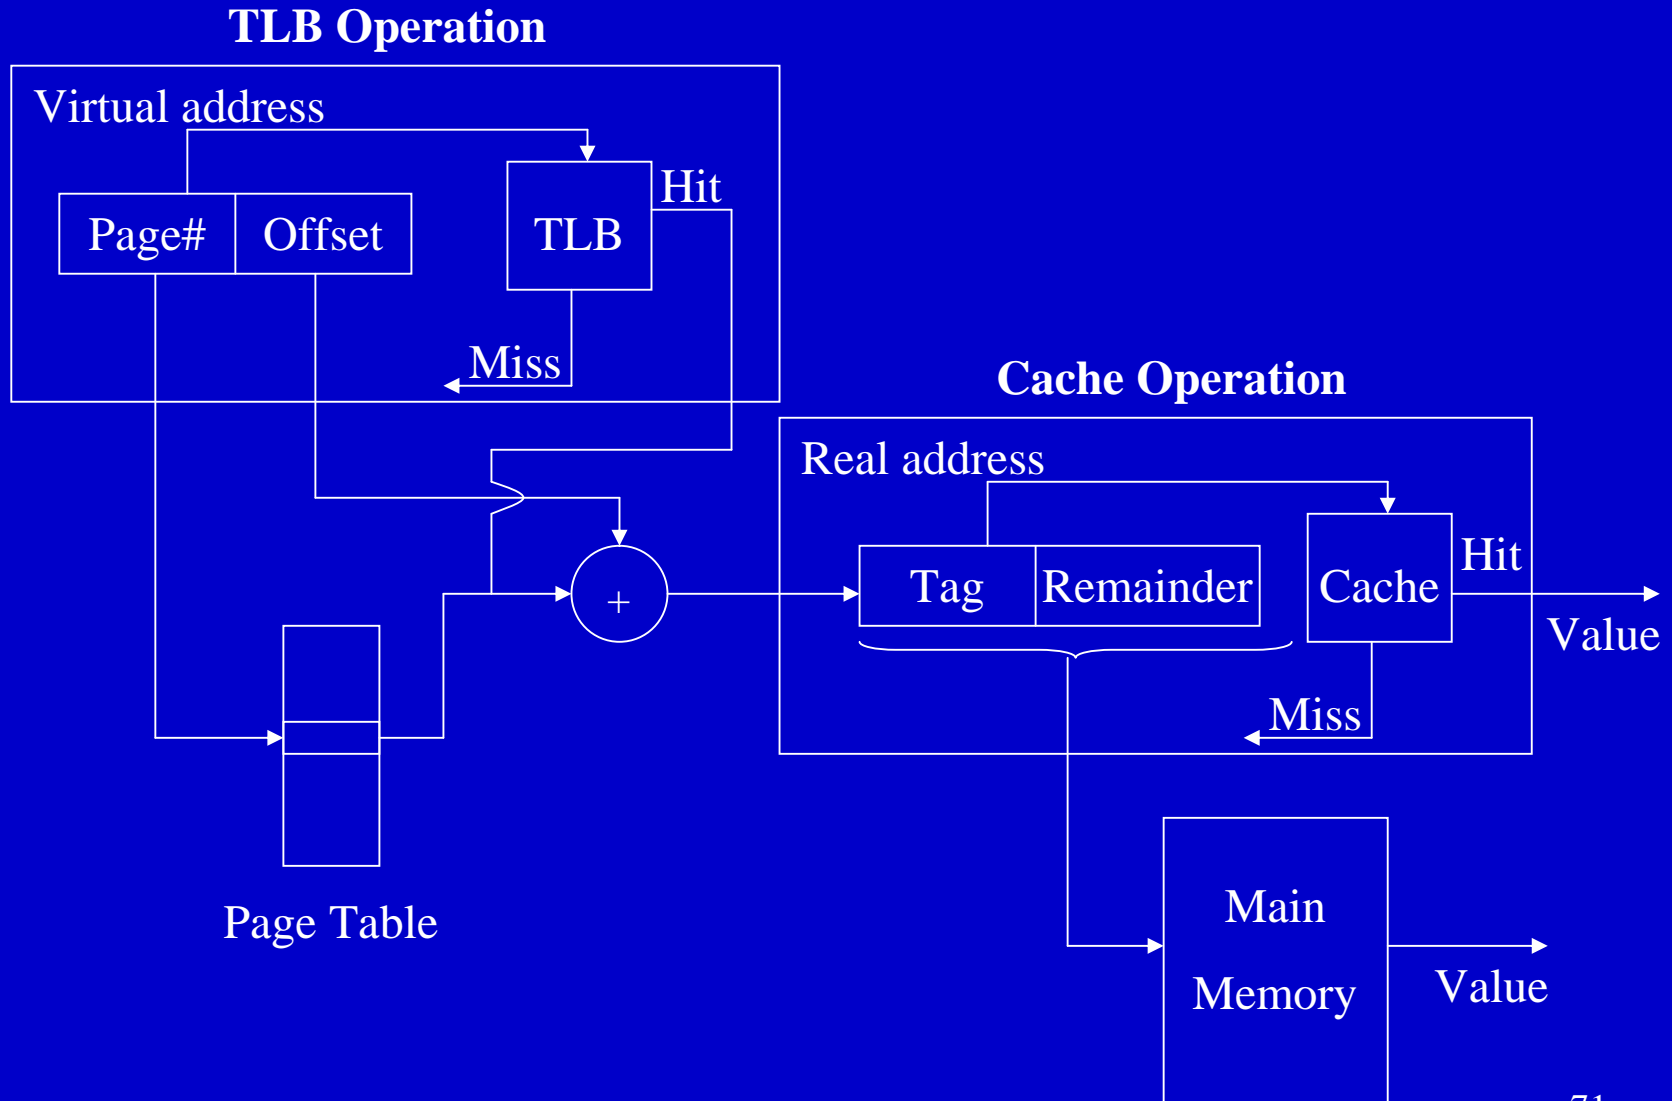 TLB Operation
Virtual address
Hit
Page#
Offset
TLB
Miss
Cache Operation
Real address
Hit
Tag
Remainder
Cache
+
Value
Miss
Page Table
Main
Memory
Value